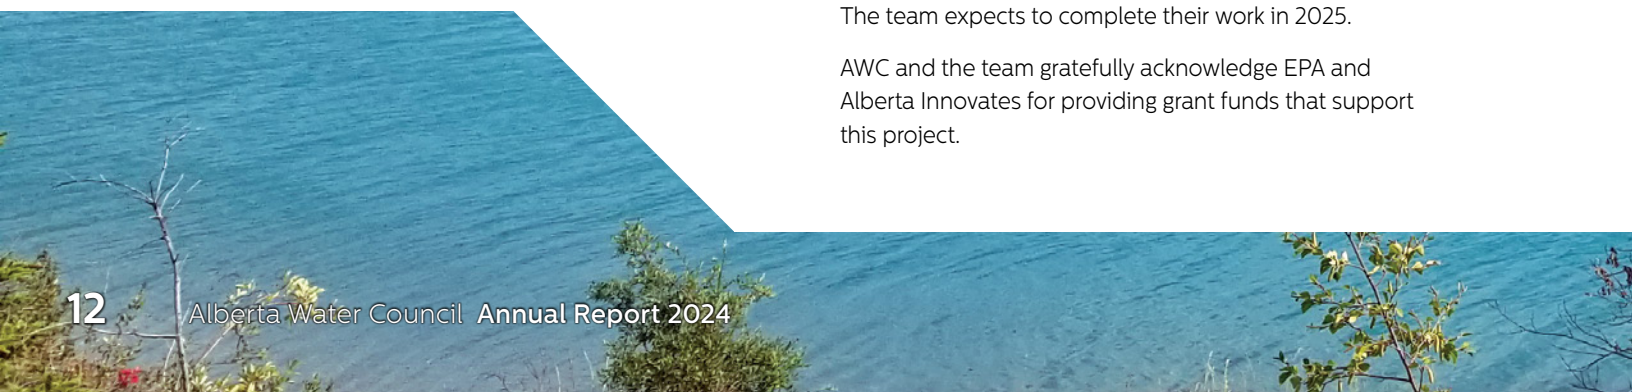 The team expects to complete their work in 2025.
AWC and the team gratefully acknowledge EPA and
Alberta Innovates for providing grant funds that support
this project.
12 Alberta Water Council Annual Report 2024